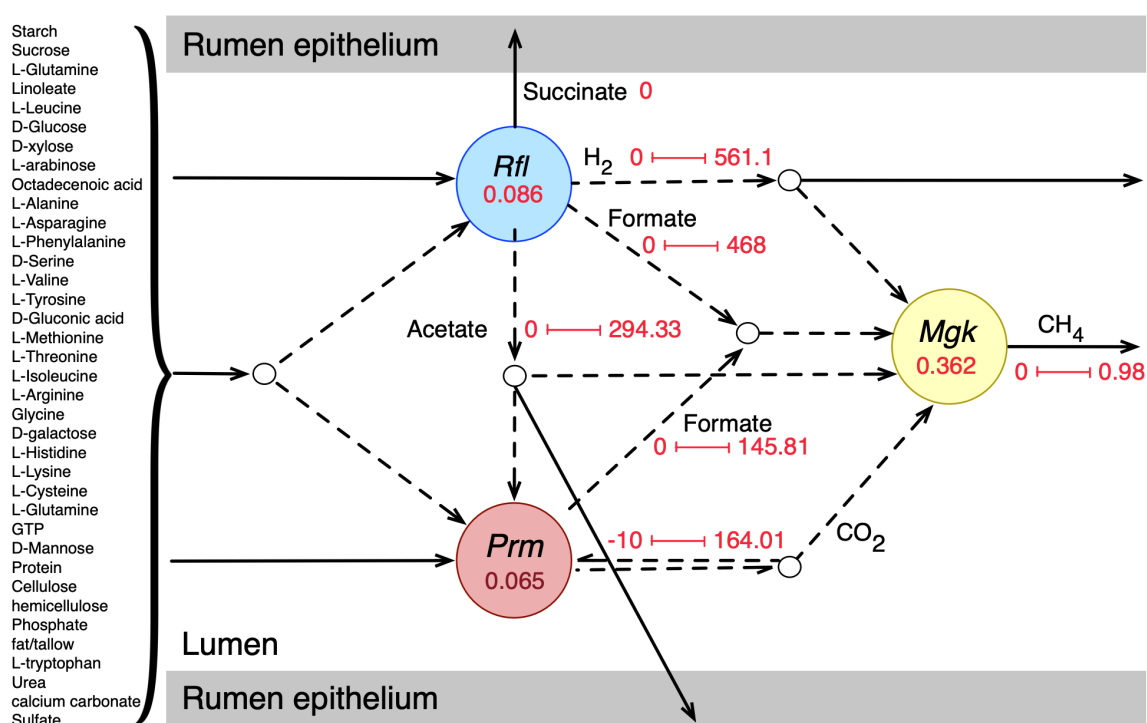 Starch
Sucrose
L-Glutamine
Linoleate
L-Leucine
D-Glucose
D-xylose
L-arabinose
Octadecenoic acid
L-Alanine
L-Asparagine
L-Phenylalanine
D-Serine
L-Valine
L-Tyrosine
D-Gluconic acid
L-Methionine
L-Threonine
L-Isoleucine
L-Arginine
Glycine
D-galactose
L-Histidine
L-Lysine
L-Cysteine
L-Glutamine
GTP
D-Mannose
Protein
Cellulose
hemicellulose
Phosphate
fat/tallow
L-tryptophan
Urea
calcium carbonate
Sulfate
Rumen epithelium
Succinate 0
Rfl
0.086
H2 0 561.1
Formate
0 468
Acetate 0 294.33
Mgk
0.362
CH4
0 0.98
Formate
0 145.81
Prm
0.065
-10 164.01
CO2
Lumen
Rumen epithelium